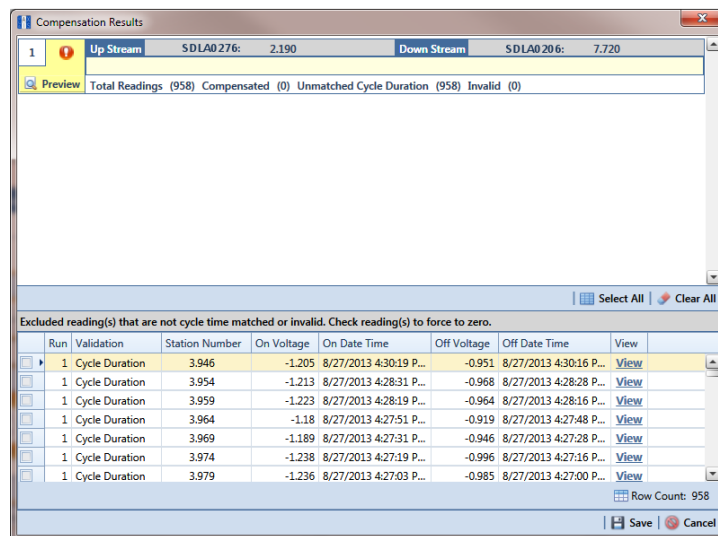 Compensation Results
1 Up Stream SDLA0276: 2.190 Down Stream SDLA0206: 7.720
Preview Total Readings (958) Compensated (0) Unmatched Cycle Duration (958) Invalid (0)
Select All Clear All
Excluded reading(s) that are not cycle time matched or invalid. Check reading(s) to force to zero.
Run Validation Station Number On Voltage On Date Time Off Voltage Off Date Time View
1 Cycle Duration 3.946 -1.205 8/27/2013 4:30:19 P... -0.951 8/27/2013 4:30:16 P... View
1 Cycle Duration 3.954 -1.213 8/27/2013 4:28:31 P... -0.968 8/27/2013 4:28:28 P... View
1 Cycle Duration 3.959 -1.223 8/27/2013 4:28:19 P... -0.964 8/27/2013 4:28:16 P... View
1 Cycle Duration 3.964 -1.18 8/27/2013 4:27:51 P... -0.919 8/27/2013 4:27:48 P... View
1 Cycle Duration 3.969 -1.189 8/27/2013 4:27:31 P... -0.946 8/27/2013 4:27:28 P... View
1 Cycle Duration 3.974 -1.238 8/27/2013 4:27:19 P... -0.996 8/27/2013 4:27:16 P... View
1 Cycle Duration 3.979 -1.236 8/27/2013 4:27:03 P... -0.985 8/27/2013 4:27:00 P... View
Row Count: 958
Save Cancel